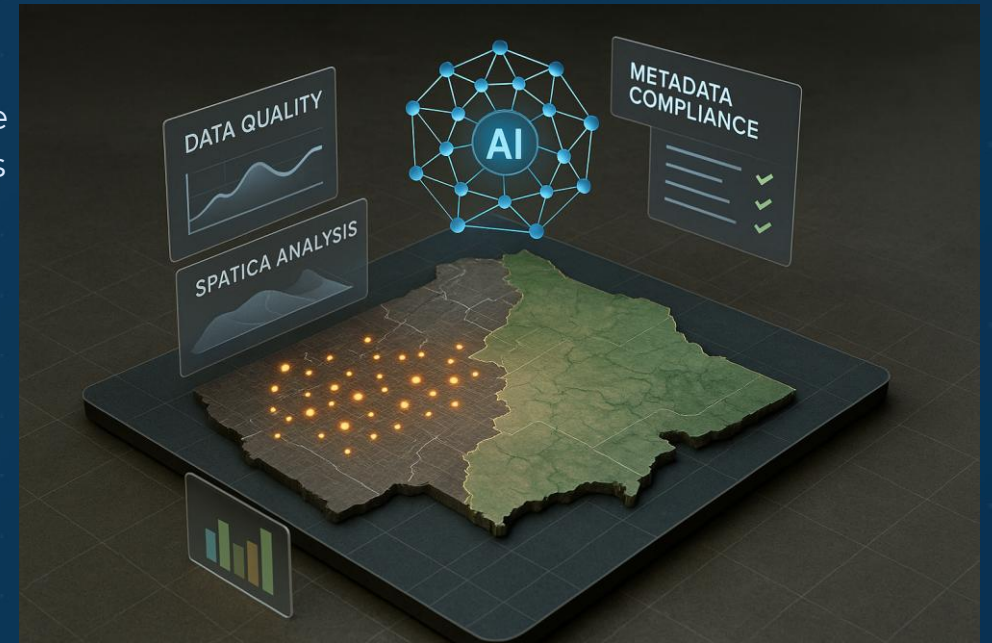 DATA QUALITY
SPATICA ANALYSIS
AI
METADATA
COMPLIANCE